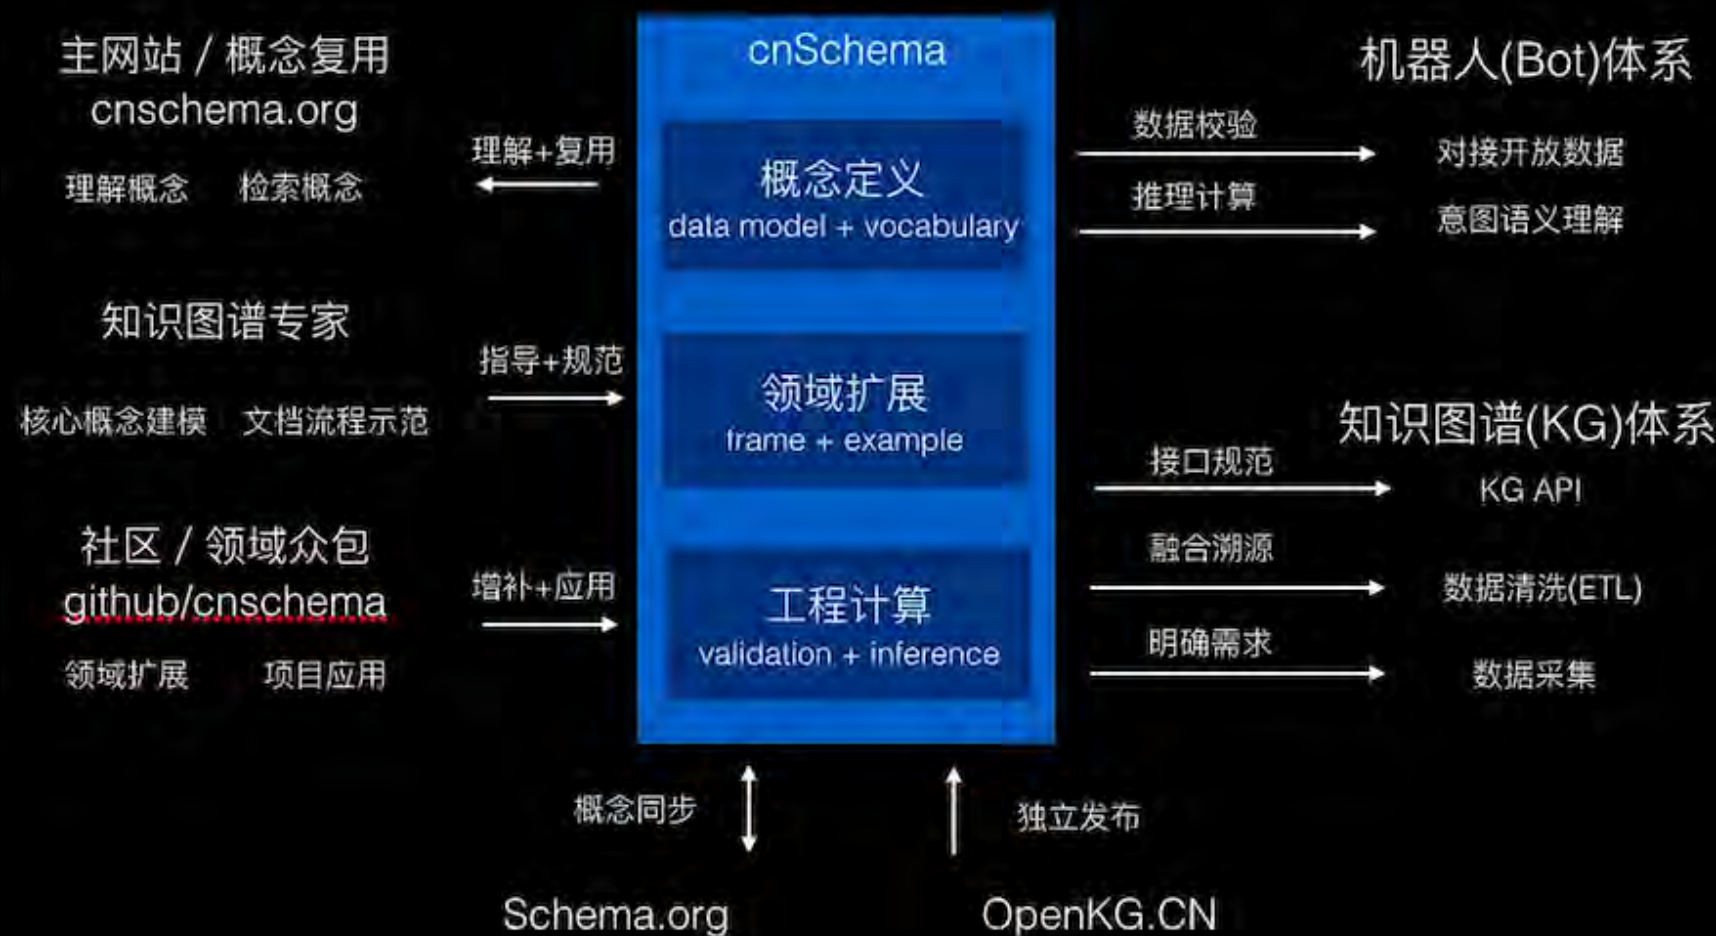 主网站 / 概念复用
cnschema.org
理解概念 检索概念
理解+复用
知识图谱专家
核心概念建模 文档流程示范
指导+规范
社区 / 领域众包
github/cnschema
领域扩展 项目应用
增补+应用
cnSchema
概念定义
data model + vocabulary
领域扩展
frame + example
工程计算
validation + inference
机器人(Bot)体系
数据校验
对接开放数据
推理计算
意图语义理解
知识图谱(KG)体系
接口规范
KG API
融合溯源
数据清洗(ETL)
明确需求
数据采集
概念同步
独立发布
Schema.org
OpenKG.CN